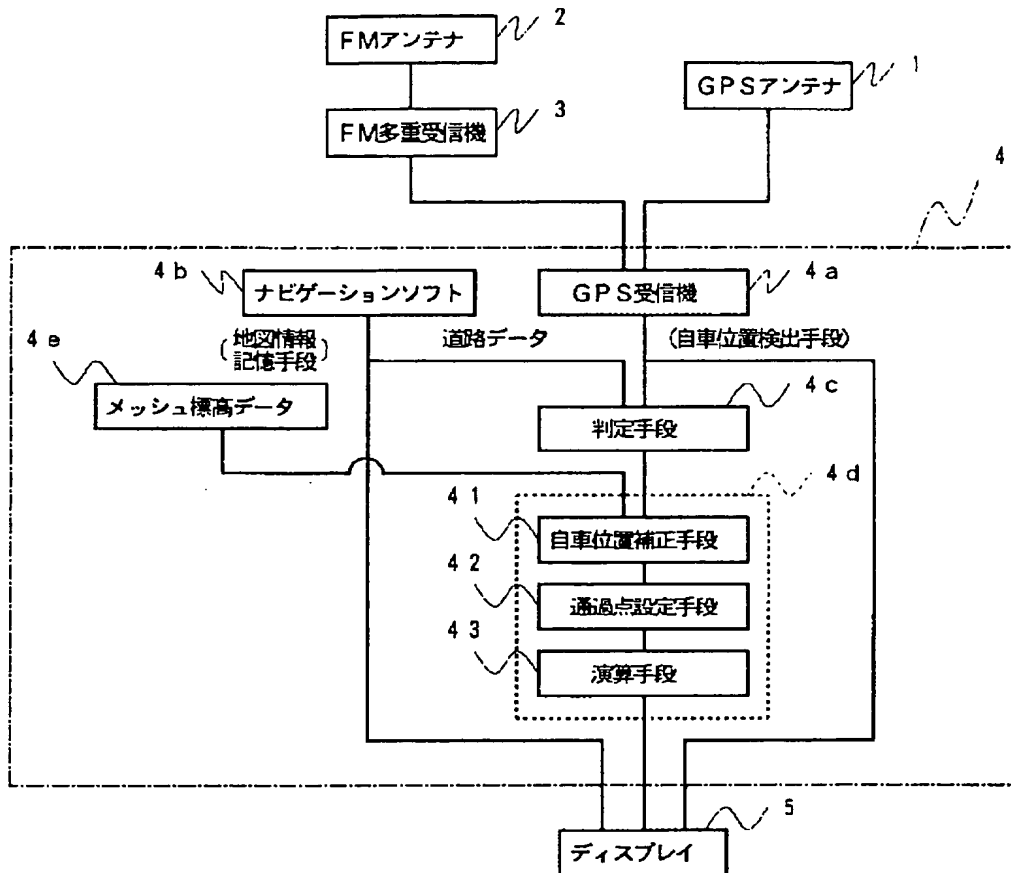 2
FMアンテナ
1
GPSアンテナ
3
FM多重受信機
4
4b
ナビゲーションソフト
4a
GPS受信機
(地図情報
記憶手段)
道路データ
(自車位置検出手段)
4e
メッシュ標高データ
4c
判定手段
4d
41
自車位置補正手段
42
通過点設定手段
43
演算手段
5
ディスプレイ